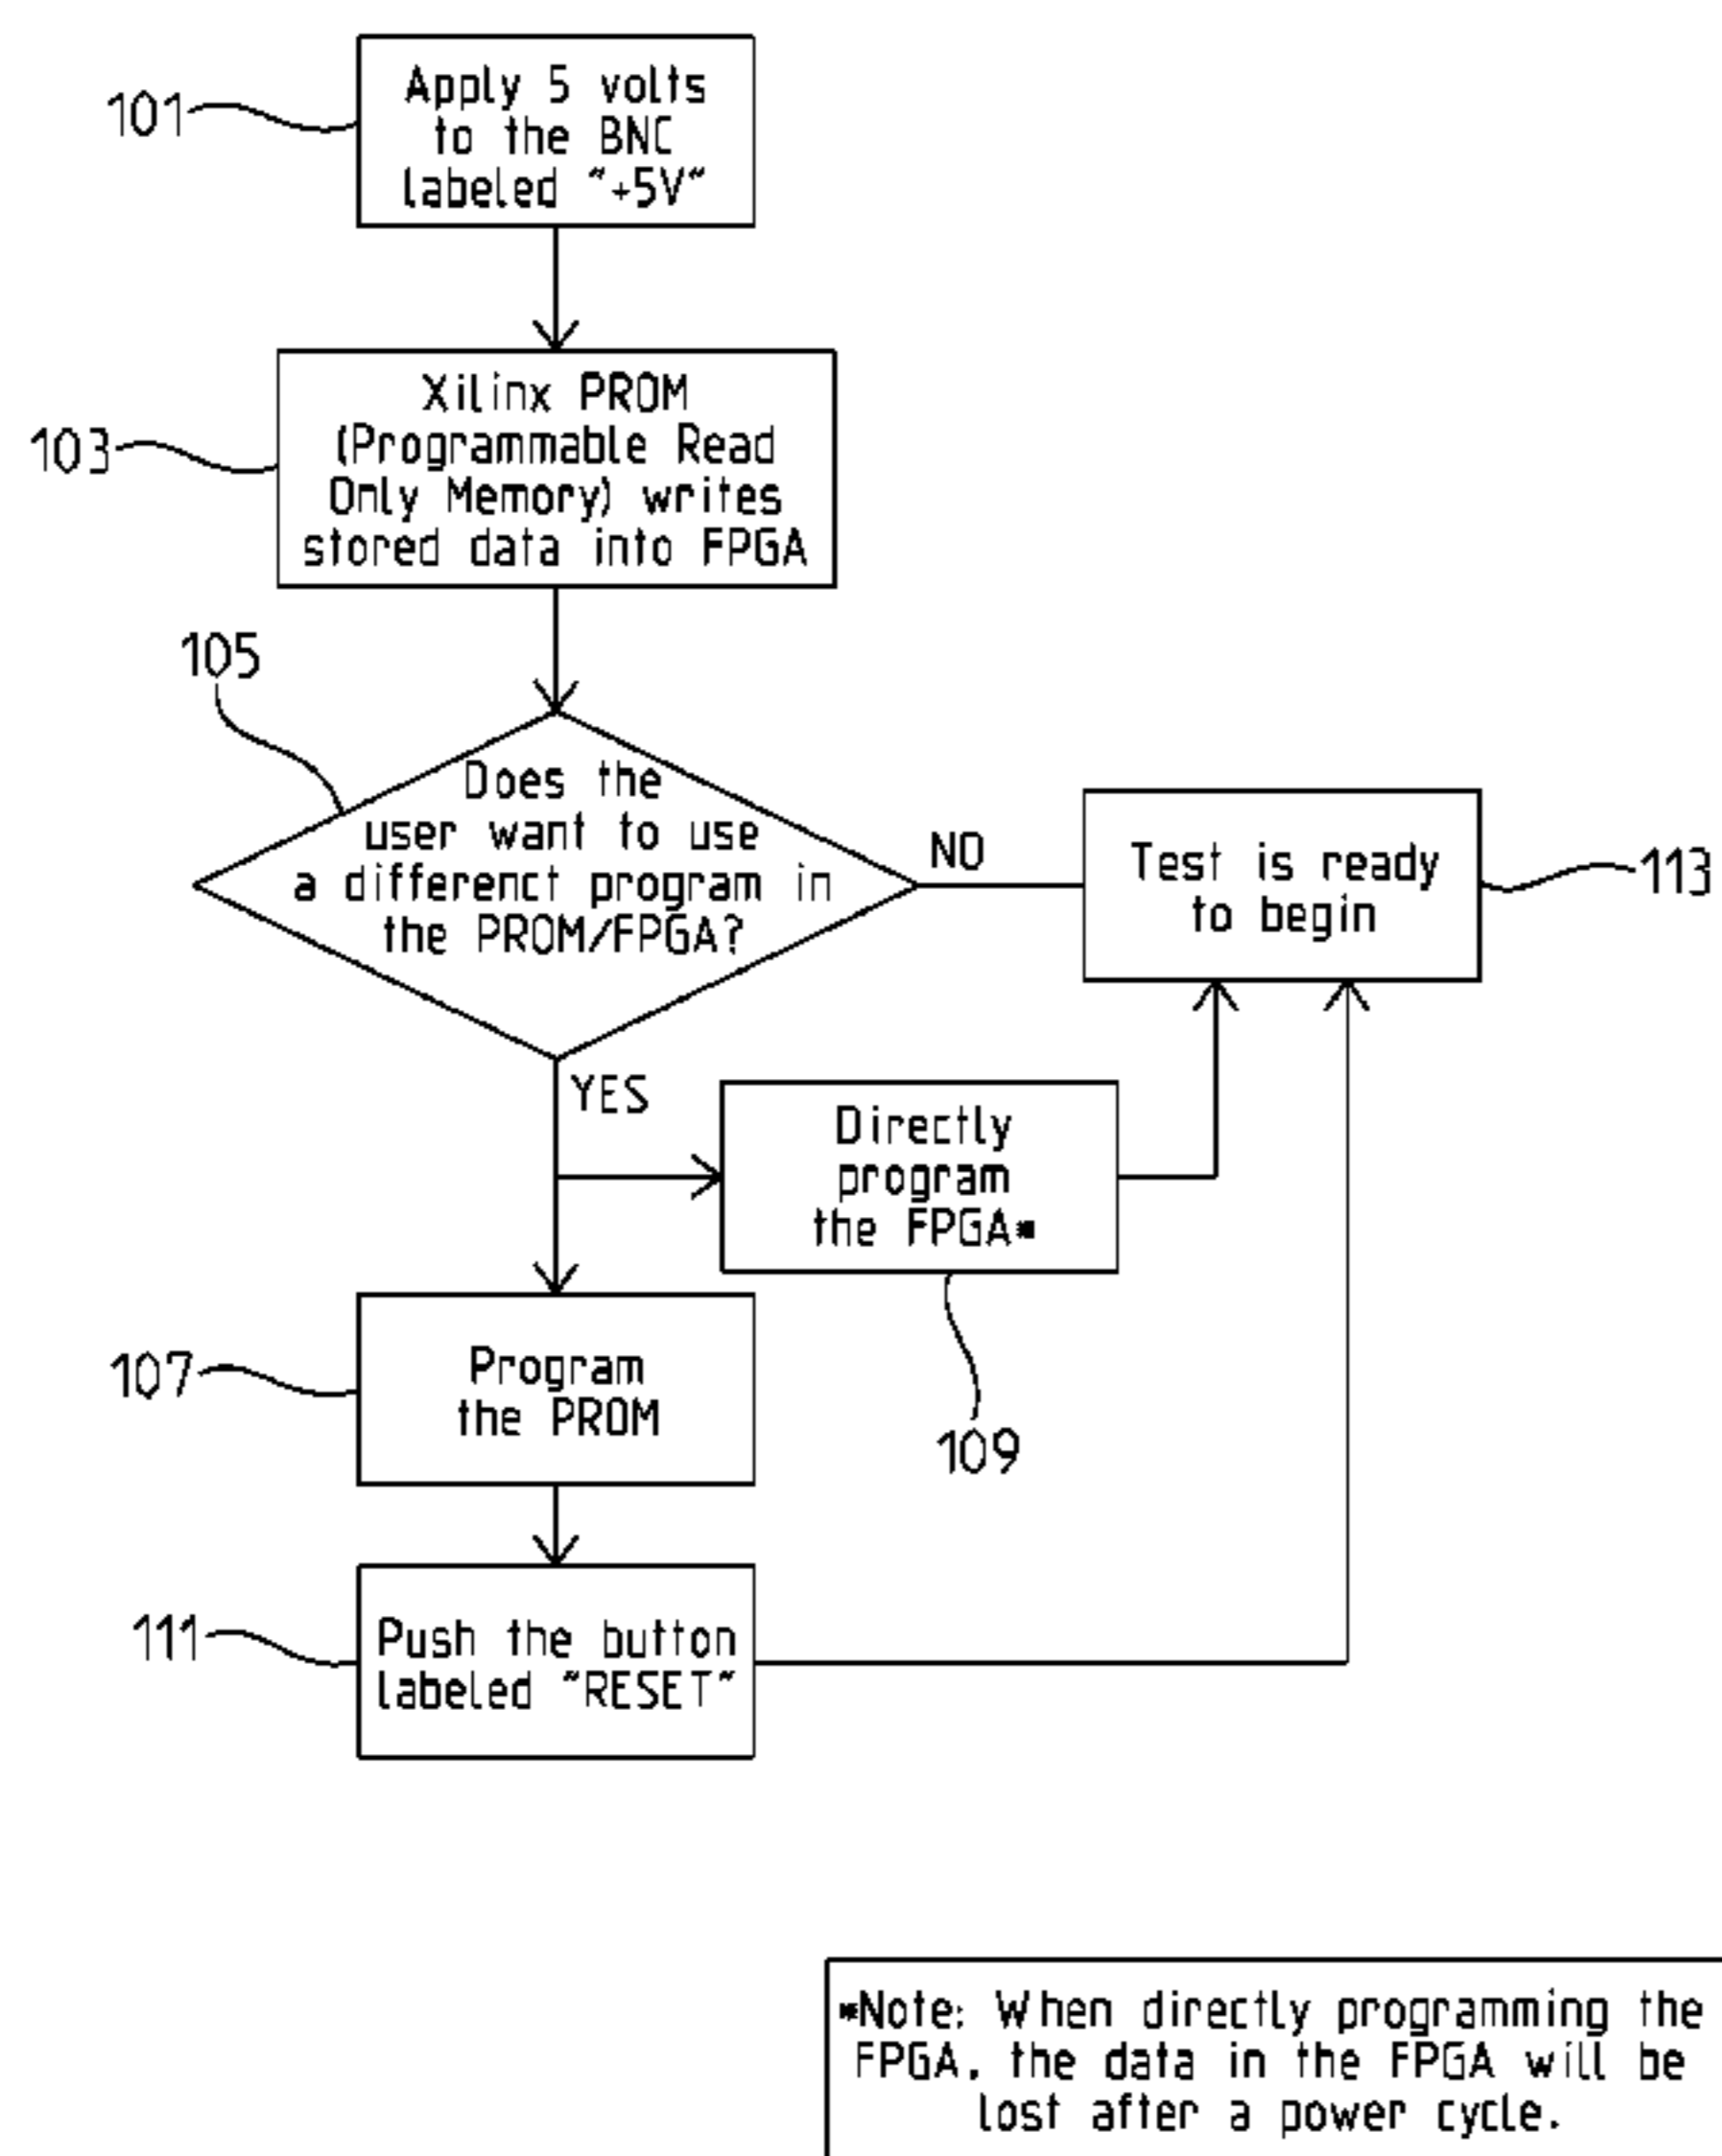 101
Apply 5 volts
to the BNC
labeled "+5V"
103
Xilinx PROM
(Programmable Read
Only Memory) writes
stored data into FPGA
105
Does the
user want to use
a differenct program in
the PROM/FPGA?
NO
Test is ready
to begin
113
YES
Directly
program
the FPGA*
109
107
Program
the PROM
111
Push the button
labeled "RESET"
*Note: When directly programming the
FPGA, the data in the FPGA will be
lost after a power cycle.